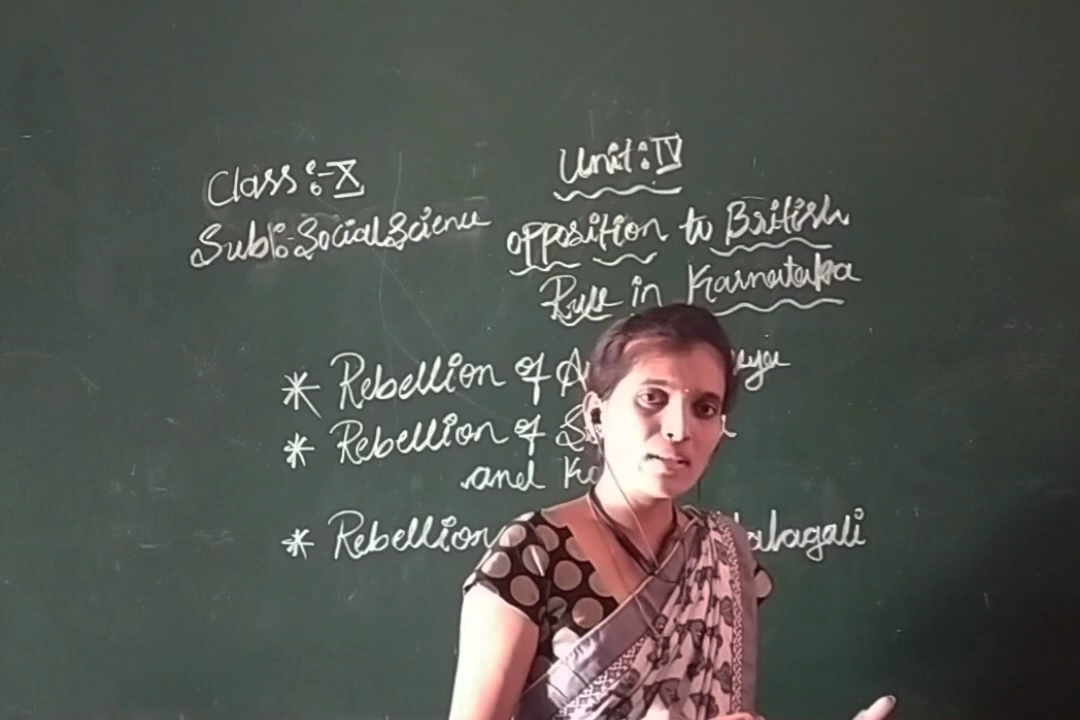 Class :- X
Sub :- Social Science
Unit : IV
opposition to British
Rule in Karnataka
* Rebellion of
* Rebellion of
and
* Rebellion